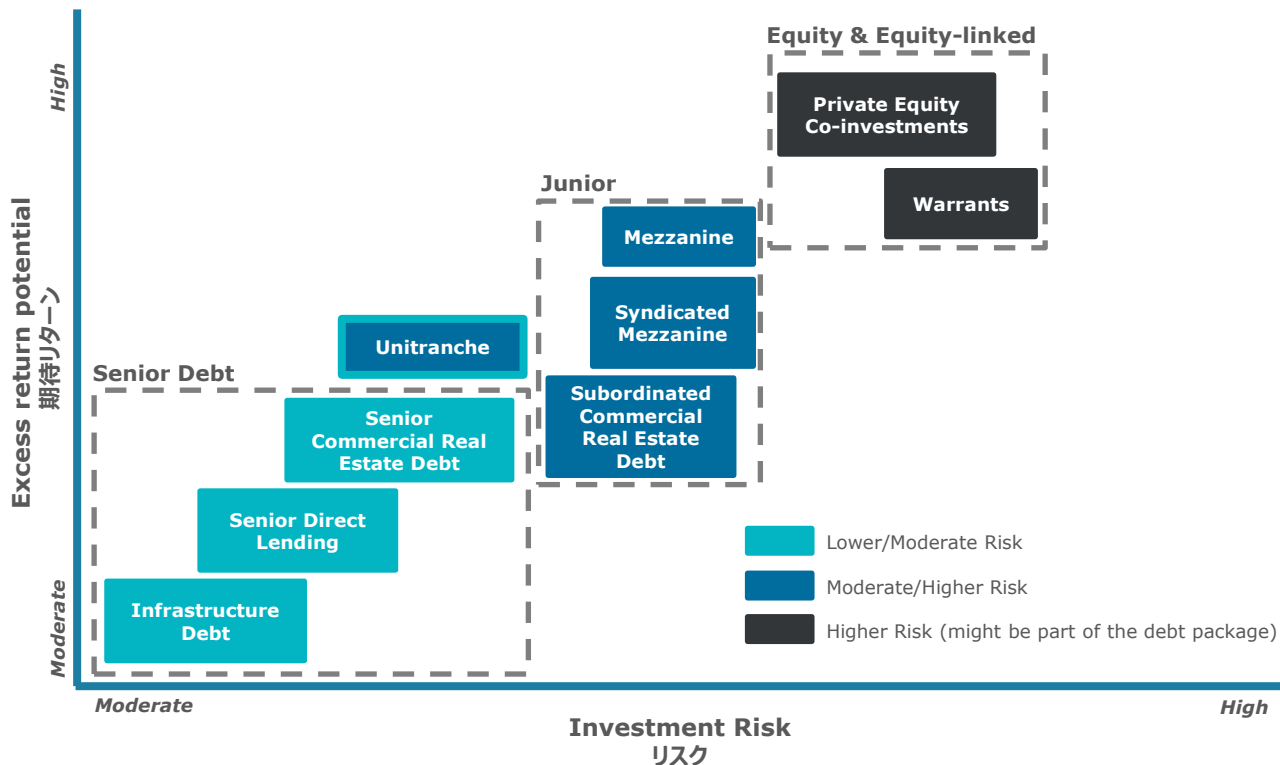 Equity & Equity-linked
High
Private Equity
Co-investments
Junior
Warrants
Mezzanine
Excess return potential
期待リターン
Syndicated
Mezzanine
Unitranche
Senior Debt
Subordinated
Commercial
Real Estate
Debt
Senior
Commercial Real
Estate Debt
Senior Direct
Lending
Lower/Moderate Risk
Moderate/Higher Risk
Higher Risk (might be part of the debt package)
Infrastructure
Debt
Moderate
Moderate
High
Investment Risk
リスク